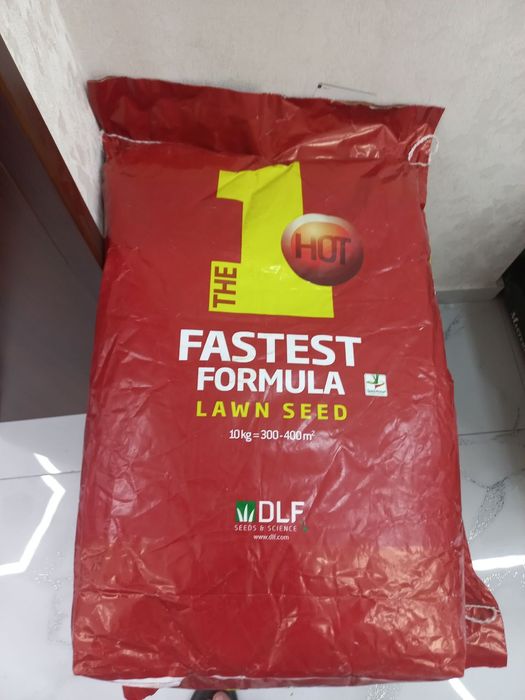 THE 1
HOT
FASTEST
FORMULA
LAWN SEED
10 kg = 300 - 400 m²
DLF
SEEDS & SCIENCE
www.dlf.com